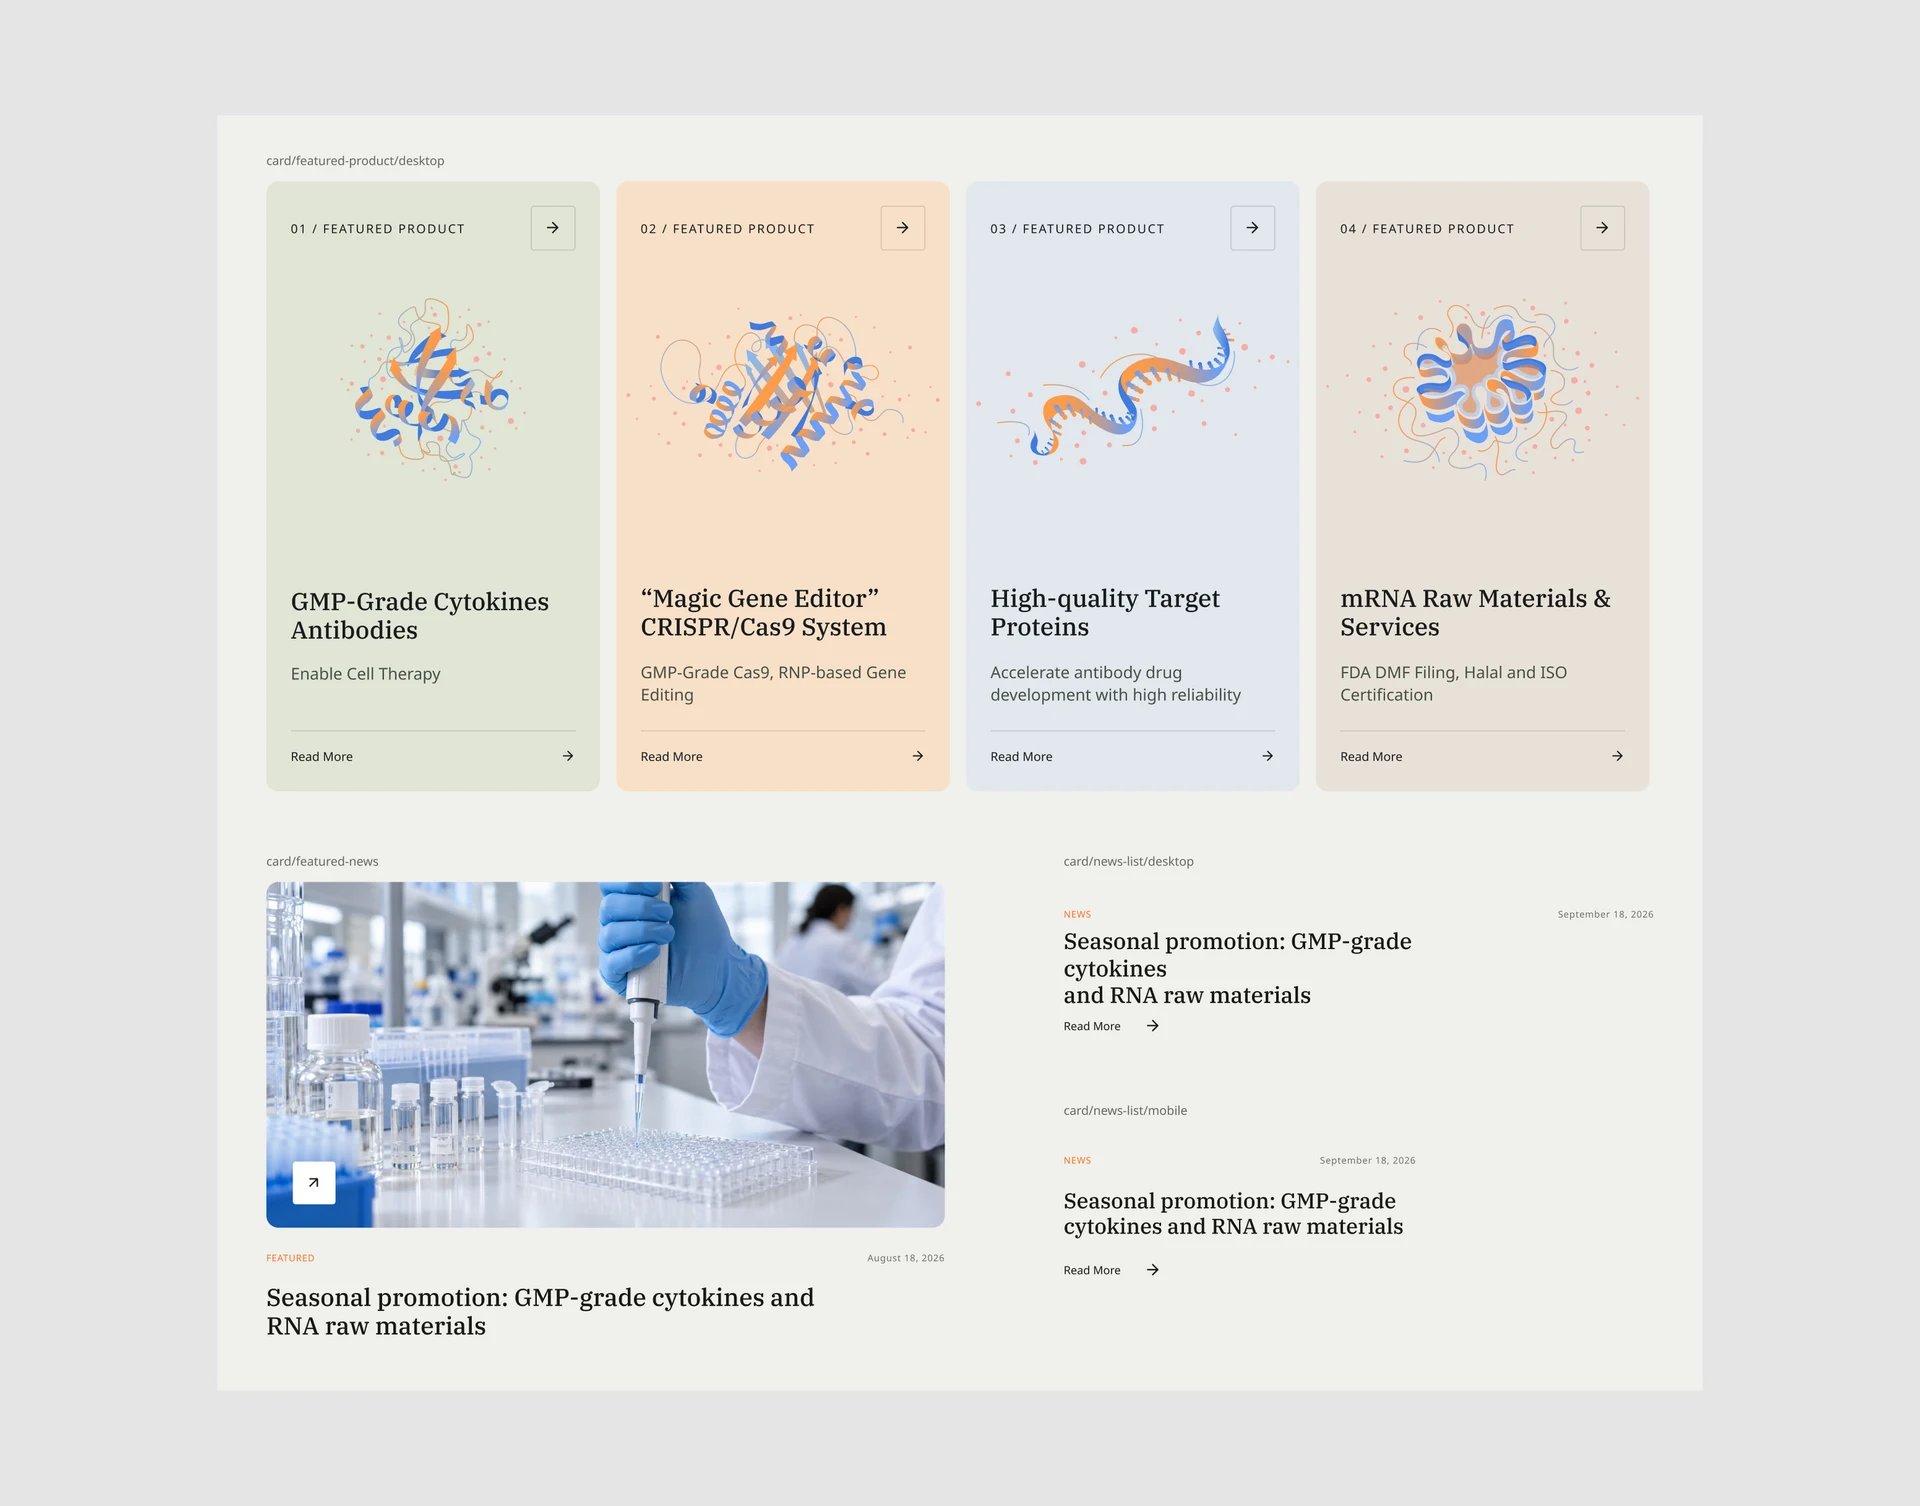 card/featured-product/desktop
01 / FEATURED PRODUCT
GMP-Grade Cytokines
Antibodies
Enable Cell Therapy
Read More
02 / FEATURED PRODUCT
“Magic Gene Editor”
CRISPR/Cas9 System
GMP-Grade Cas9, RNP-based Gene
Editing
Read More
03 / FEATURED PRODUCT
High-quality Target
Proteins
Accelerate antibody drug
development with high reliability
Read More
04 / FEATURED PRODUCT
mRNA Raw Materials &
Services
FDA DMF Filing, Halal and ISO
Certification
Read More
card/featured-news
FEATURED
August 18, 2026
Seasonal promotion: GMP-grade cytokines and
RNA raw materials
card/news-list/desktop
NEWS
September 18, 2026
Seasonal promotion: GMP-grade
cytokines
and RNA raw materials
Read More
card/news-list/mobile
NEWS
September 18, 2026
Seasonal promotion: GMP-grade
cytokines and RNA raw materials
Read More